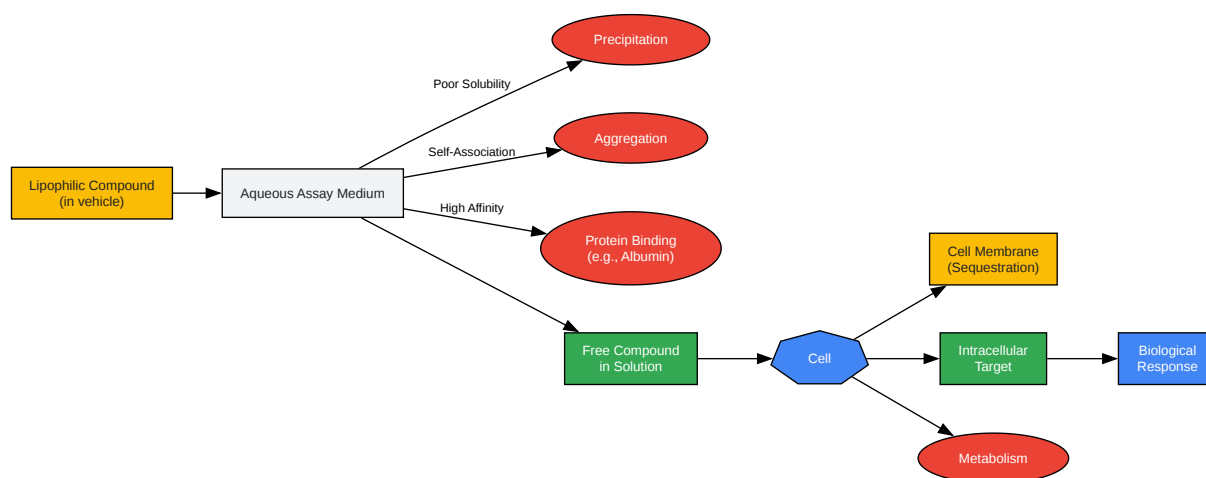 Precipitation
Poor Solubility
Aggregation
Self-Association
Lipophilic Compound
(in vehicle)
Aqueous Assay Medium
High Affinity
Protein Binding
(e.g., Albumin)
Cell Membrane
(Sequestration)
Free Compound
in Solution
Cell
Intracellular
Target
Biological
Response
Metabolism